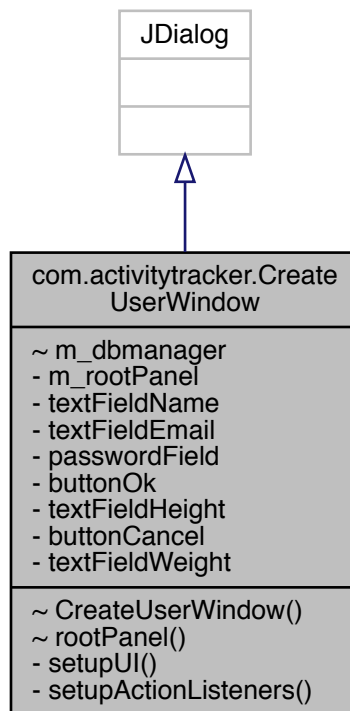 JDialog
com.activitytracker.Create
UserWindow
~ m_dbmanager
- m_rootPanel
- textFieldName
- textFieldEmail
- passwordField
- buttonOk
- textFieldHeight
- buttonCancel
- textFieldWeight
~ CreateUserWindow()
~ rootPanel()
- setupUI()
- setupActionListeners()